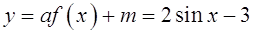 y = af(x) + m = 2 sin x − 3